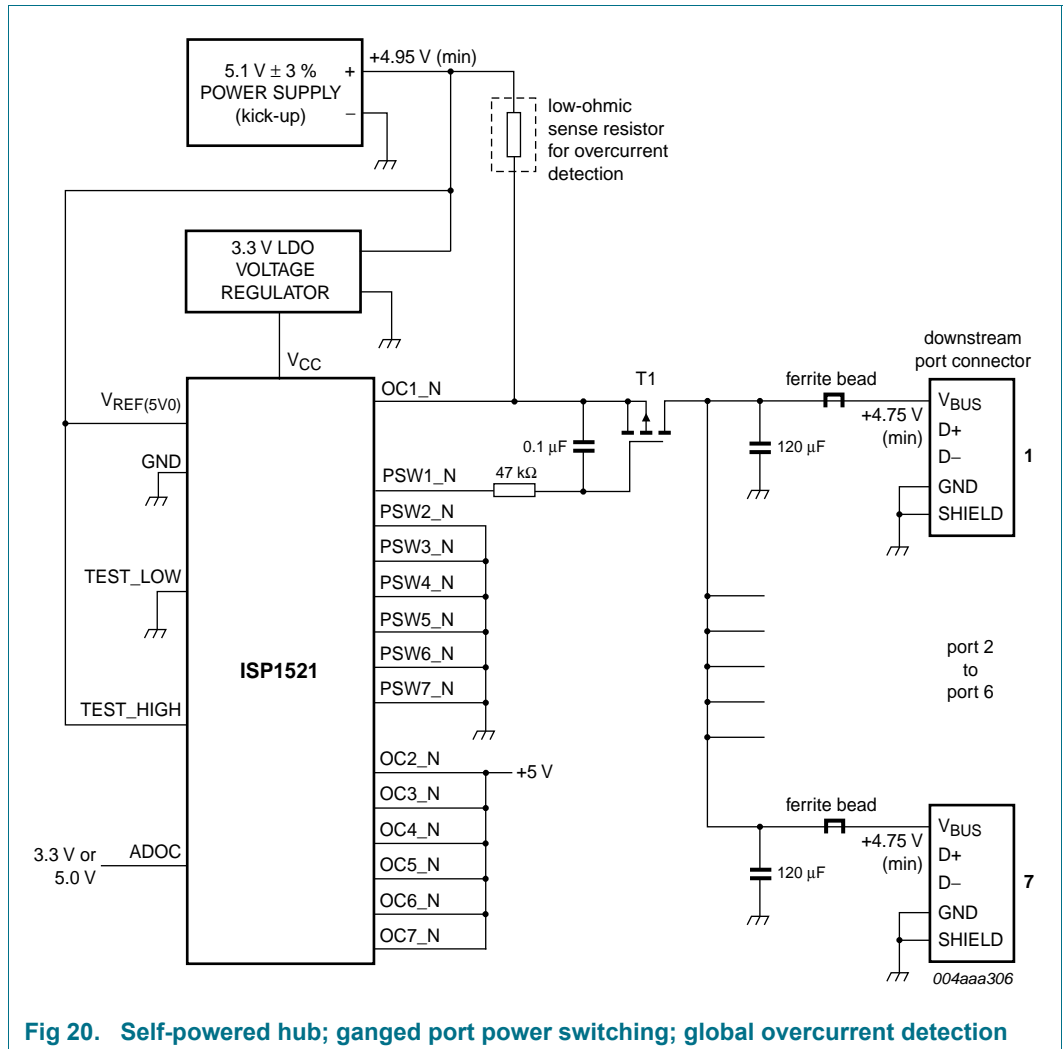 +4.95 V (min)
5.1 V ± 3 %
POWER SUPPLY
(kick-up)
+
−
low-ohmic
sense resistor
for overcurrent
detection
3.3 V LDO
VOLTAGE
REGULATOR
VCC
VREF(5V0)
GND
TEST_LOW
TEST_HIGH
3.3 V or
5.0 V
ADOC
ISP1521
OC1_N
PSW1_N
PSW2_N
PSW3_N
PSW4_N
PSW5_N
PSW6_N
PSW7_N
OC2_N
OC3_N
OC4_N
OC5_N
OC6_N
OC7_N
+5 V
0.1 μF
47 kΩ
T1
120 μF
ferrite bead
downstream
port connector
+4.75 V
(min)
VBUS
D+
D−
GND
SHIELD
1
port 2
to
port 6
ferrite bead
120 μF
+4.75 V
(min)
VBUS
D+
D−
GND
SHIELD
7
004aaa306
Fig 20. Self-powered hub; ganged port power switching; global overcurrent detection